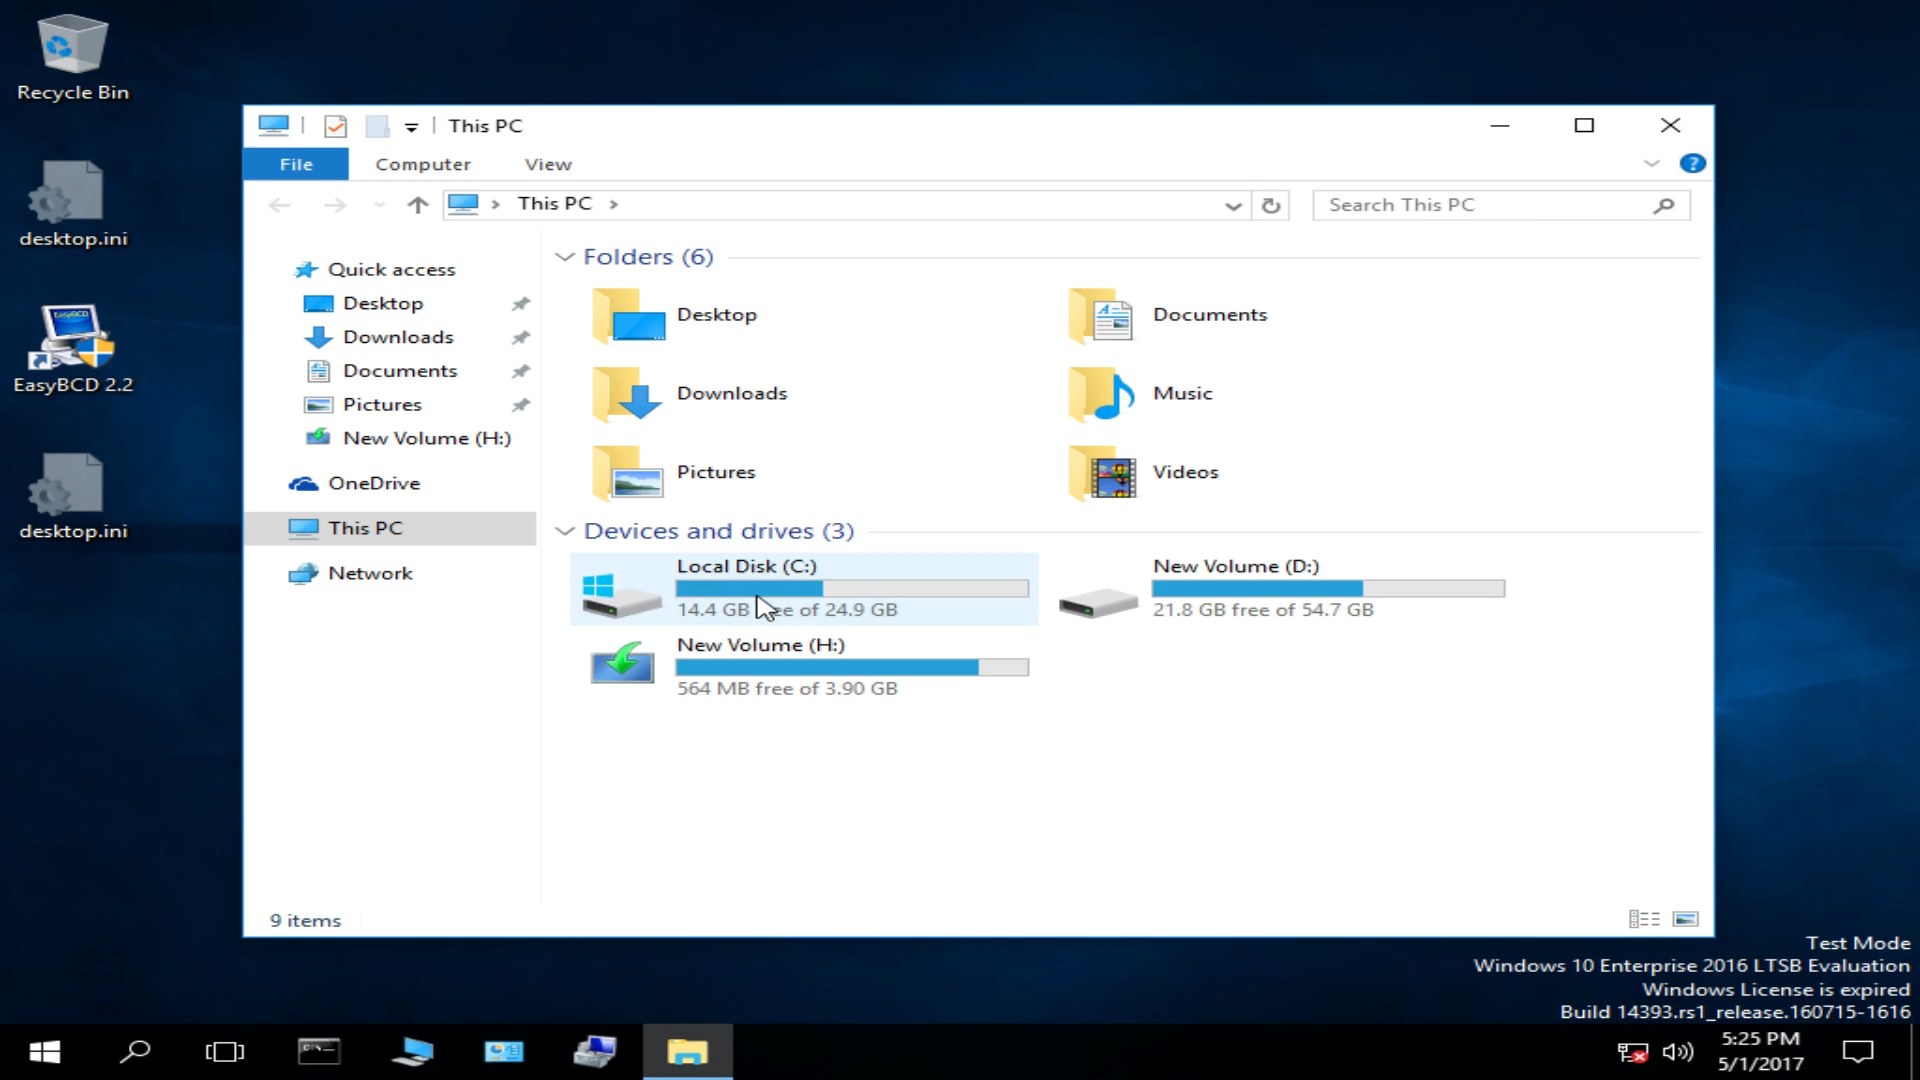 Recycle Bin
desktop.ini
EasyBCD
EasyBCD 2.2
desktop.ini
This PC
File
Computer
View
?
This PC
Search This PC
Quick access
Desktop
Downloads
Documents
Pictures
New Volume (H:)
OneDrive
This PC
Network
Folders (6)
Desktop
Documents
Downloads
Music
Pictures
Videos
Devices and drives (3)
Local Disk (C:)
14.4 GB free of 24.9 GB
New Volume (D:)
21.8 GB free of 54.7 GB
New Volume (H:)
564 MB free of 3.90 GB
9 items
Test Mode
Windows 10 Enterprise 2016 LTSB Evaluation
Windows License is expired
Build 14393.rs1_release.160715-1616
5:25 PM
5/1/2017